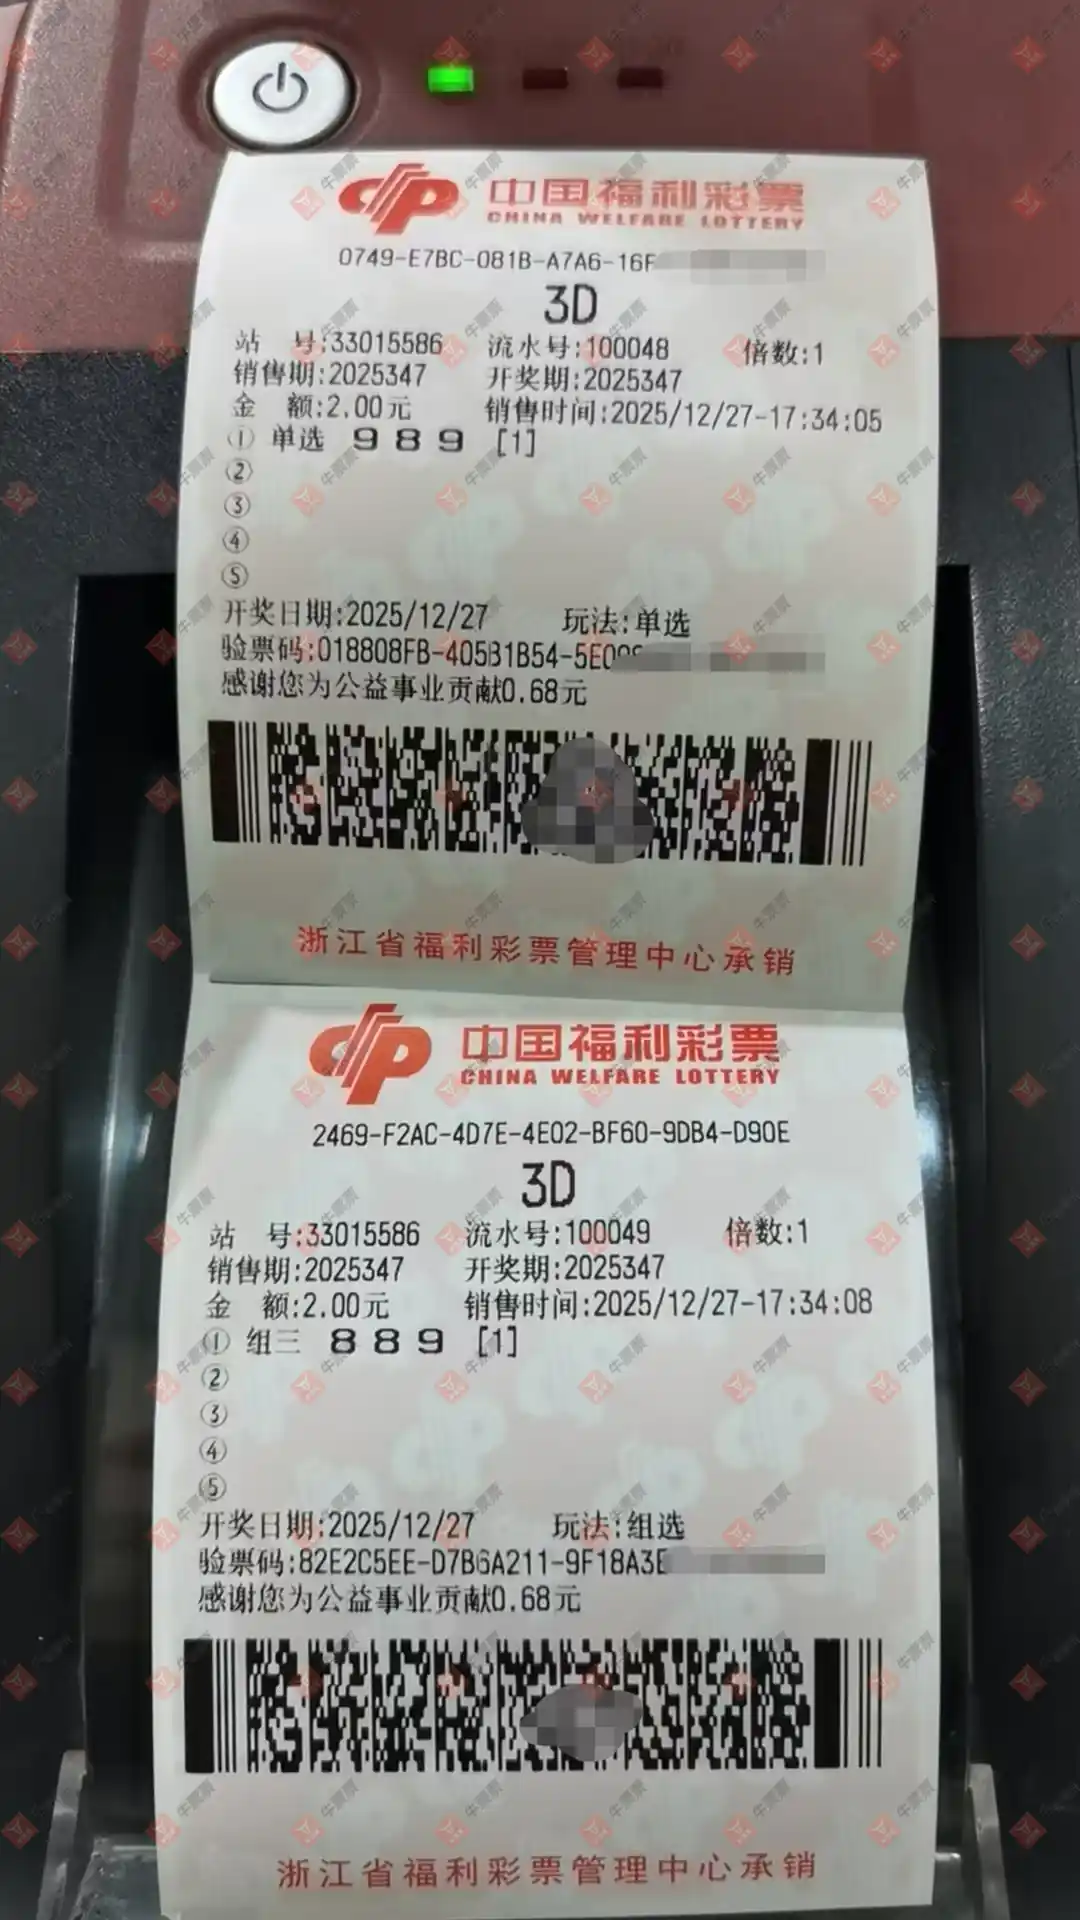 中国福利彩票
CHINA WELFARE LOTTERY
0749-E7BC-081B-A7A6-16F
3D
站 号:33015586 流水号:100048 倍数:1
销售期:2025347 开奖期:2025347
金 额:2.00元 销售时间:2025/12/27-17:34:05
① 单选 9 8 9 [1]
②
③
④
⑤
开奖日期:2025/12/27 玩法:单选
验票码:018808FB-405B1B54-5E0
感谢您为公益事业贡献0.68元
浙江省福利彩票管理中心承销
中国福利彩票
CHINA WELFARE LOTTERY
2469-F2AC-4D7E-4E02-BF60-9DB4-D90E
3D
站 号:33015586 流水号:100049 倍数:1
销售期:2025347 开奖期:2025347
金 额:2.00元 销售时间:2025/12/27-17:34:08
① 组三 8 8 9 [1]
②
③
④
⑤
开奖日期:2025/12/27 玩法:组选
验票码:82E2C5EE-D7B6A211-9F18A3E
感谢您为公益事业贡献0.68元
浙江省福利彩票管理中心承销
牛票票